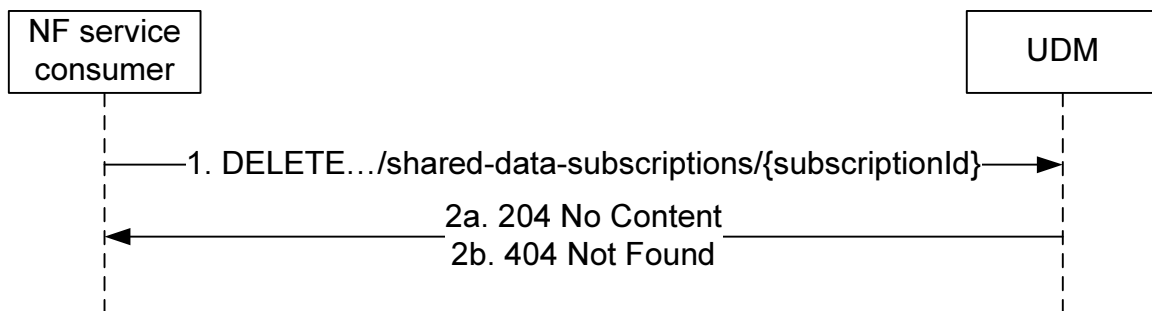 NF service
consumer
UDM
1. DELETE…/shared-data-subscriptions/{subscriptionId}
2a. 204 No Content
2b. 404 Not Found